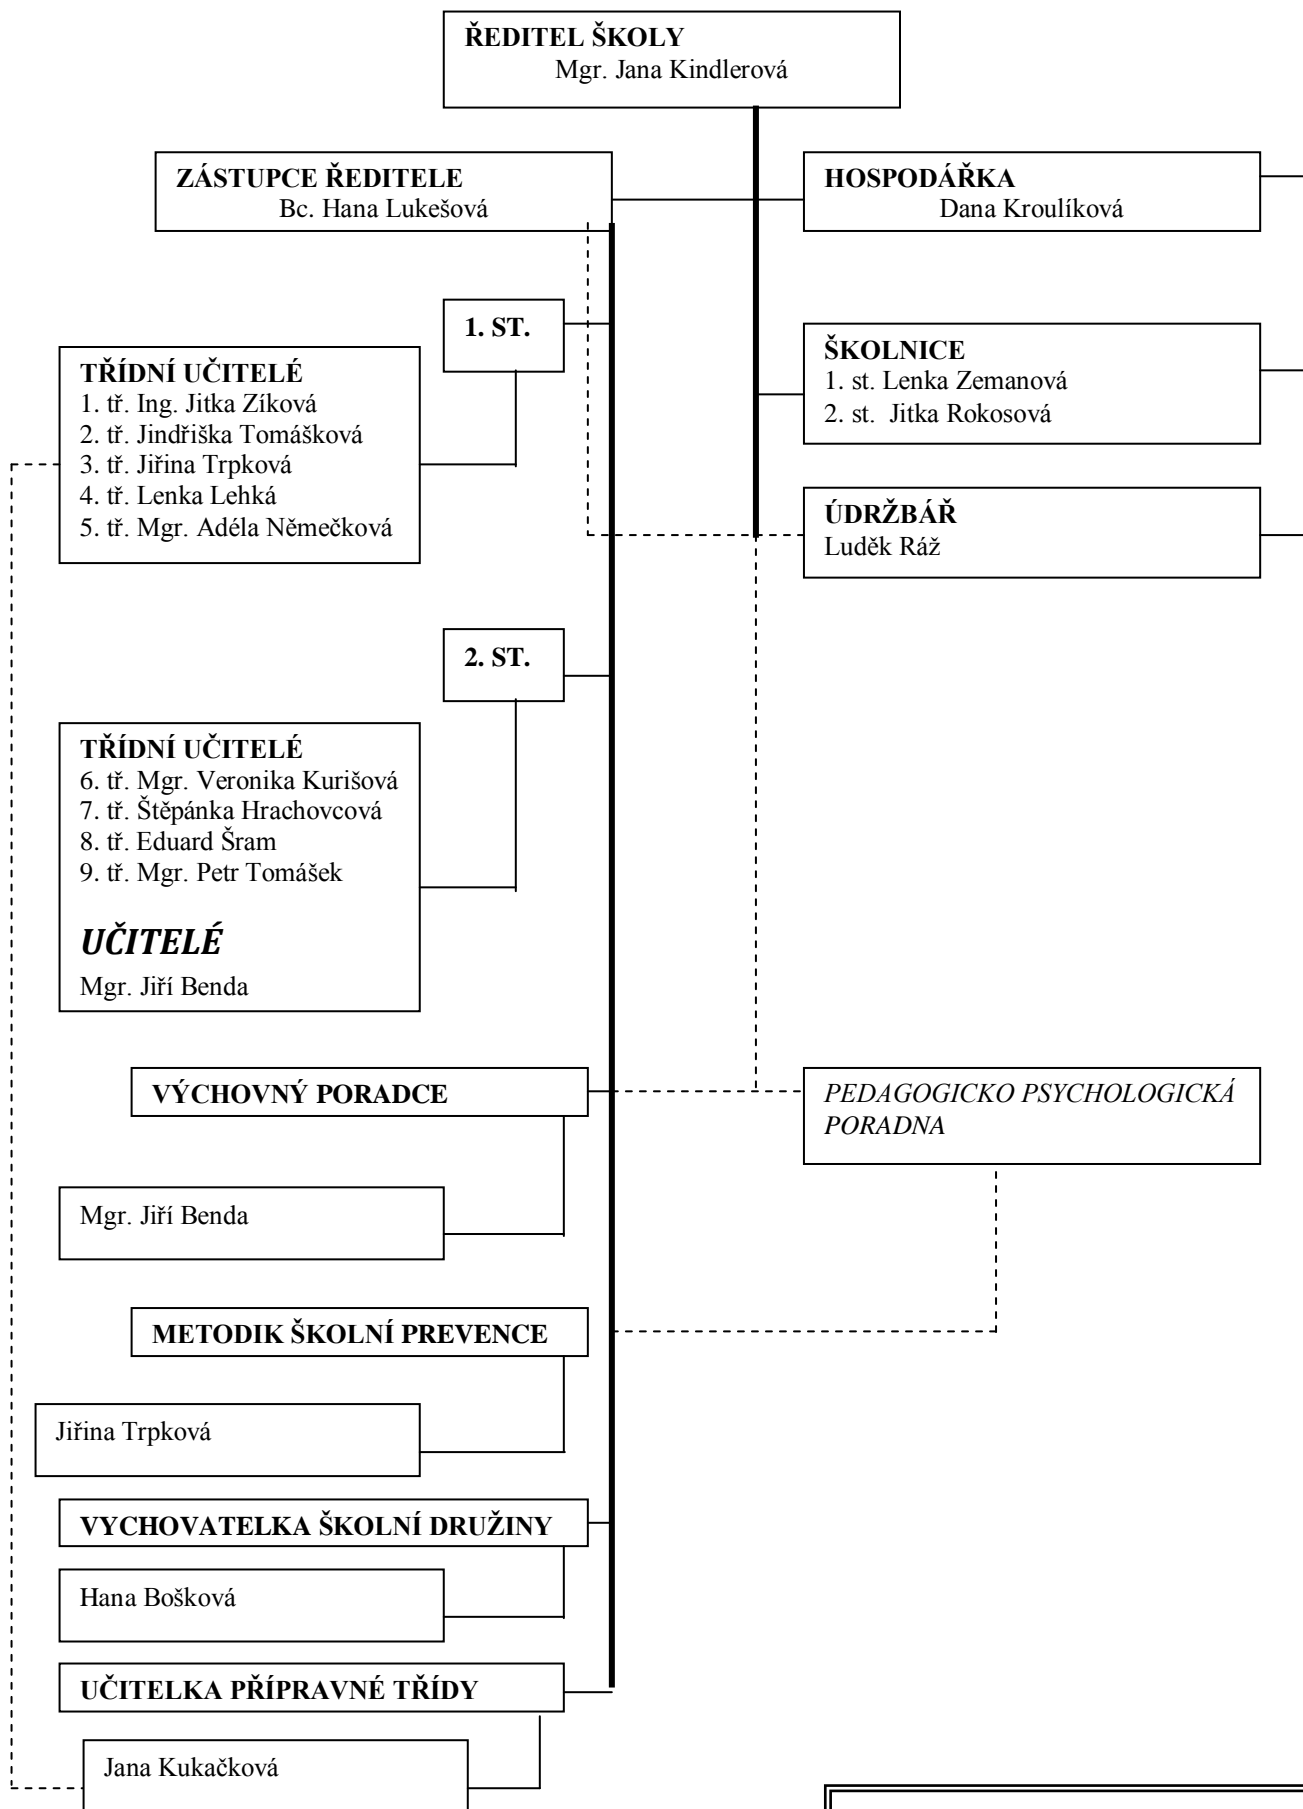 ŘEDITEL ŠKOLY
Mgr. Jana Kindlerová
ZÁSTUPCE ŘEDITELE
Bc. Hana Lukešová
HOSPODÁŘKA
Dana Kroulíková
1. ST.
TŘÍDNÍ UČITELÉ
1. tř. Ing. Jitka Zíková
2. tř. Jindřiška Tomášková
3. tř. Jiřina Trpková
4. tř. Lenka Lehká
5. tř. Mgr. Adéla Němečková
ŠKOLNICE
1. st. Lenka Zemanová
2. st. Jitka Rokosová
ÚDRŽBÁŘ
Luděk Ráž
2. ST.
TŘÍDNÍ UČITELÉ
6. tř. Mgr. Veronika Kurišová
7. tř. Štěpánka Hrachovcová
8. tř. Eduard Šram
9. tř. Mgr. Petr Tomášek
UČITELÉ
Mgr. Jiří Benda
VÝCHOVNÝ PORADCE
PEDAGOGICKO PSYCHOLOGICKÁ
PORADNA
Mgr. Jiří Benda
METODIK ŠKOLNÍ PREVENCE
Jiřina Trpková
VYCHOVATELKA ŠKOLNÍ DRUŽINY
Hana Bošková
UČITELKA PŘÍPRAVNÉ TŘÍDY
Jana Kukačková